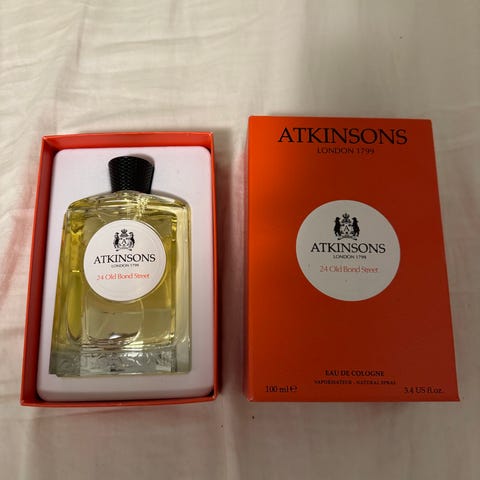 ATKINSONS
LONDON 1799
24 Old Bond Street
ATKINSONS
LONDON 1799
ATKINSONS
LONDON 1799
24 Old Bond Street
EAU DE COLOGNE
VAPORISATEUR - NATURAL SPRAY
100 ml ℮ 3.4 US fl.oz.